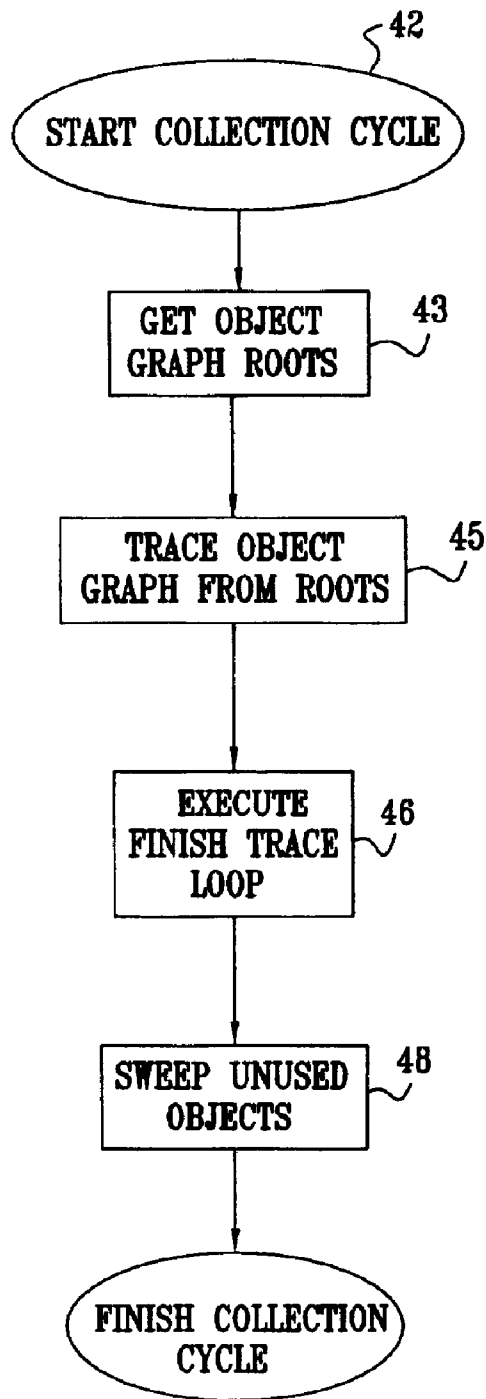 42
START COLLECTION CYCLE
GET OBJECT
GRAPH ROOTS
43
TRACE OBJECT
GRAPH FROM ROOTS
45
EXECUTE
FINISH TRACE
LOOP
46
SWEEP UNUSED
OBJECTS
48
FINISH COLLECTION
CYCLE